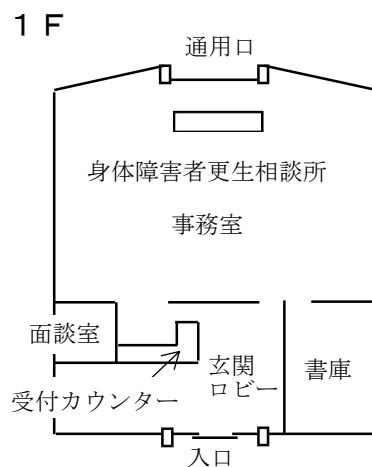 1F
通用口
身体障害者更生相談所
事務室
面談室
玄関
ロビー
書庫
受付カウンター
入口